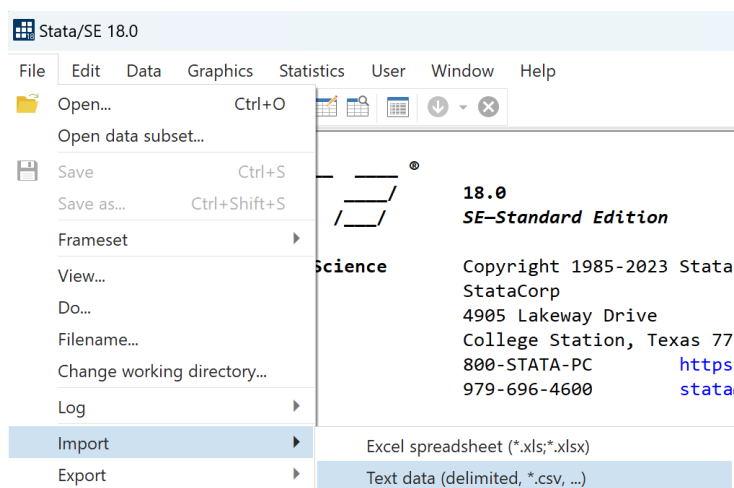 Stata/SE 18.0
File Edit Data Graphics Statistics User Window Help
Open... Ctrl+O
Open data subset...
Save Ctrl+S
Save as... Ctrl+Shift+S
Frameset
View...
Do...
Filename...
Change working directory...
Log
Import
Export
Excel spreadsheet (*.xls;*.xlsx)
Text data (delimited, *.csv, ...)
®
18.0
SE—Standard Edition
Science Copyright 1985-2023 Stata
StataCorp
4905 Lakeway Drive
College Station, Texas 77
800-STATA-PC https
979-696-4600 stata